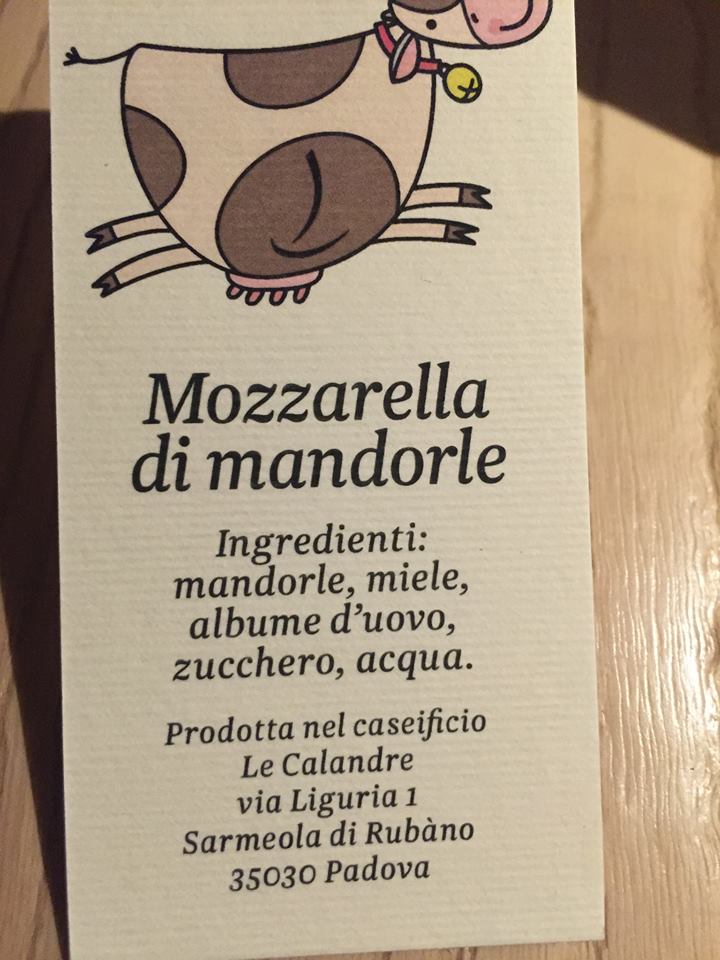 Mozzarella
di mandorle
Ingredienti:
mandorle, miele,
albume d'uovo,
zucchero, acqua.
Prodotta nel caseificio
Le Calandre
via Liguria 1
Sarmeola di Rubàno
35030 Padova